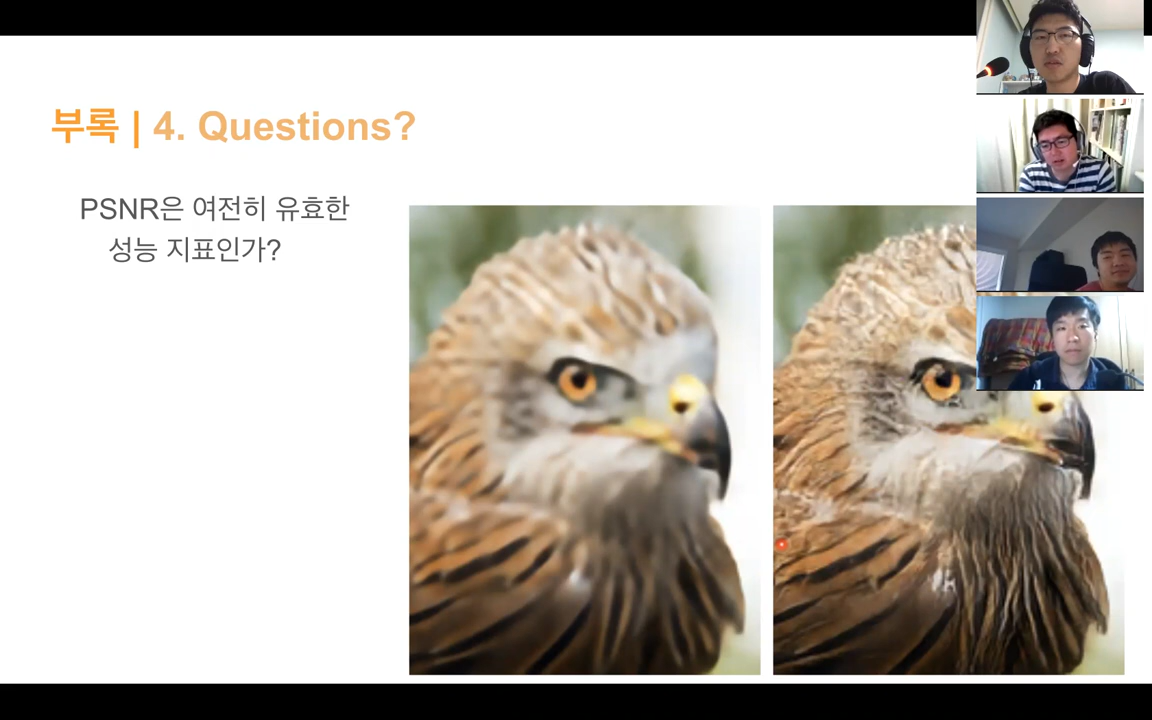 부록 | 4. Questions?
PSNR은 여전히 유효한
성능 지표인가?